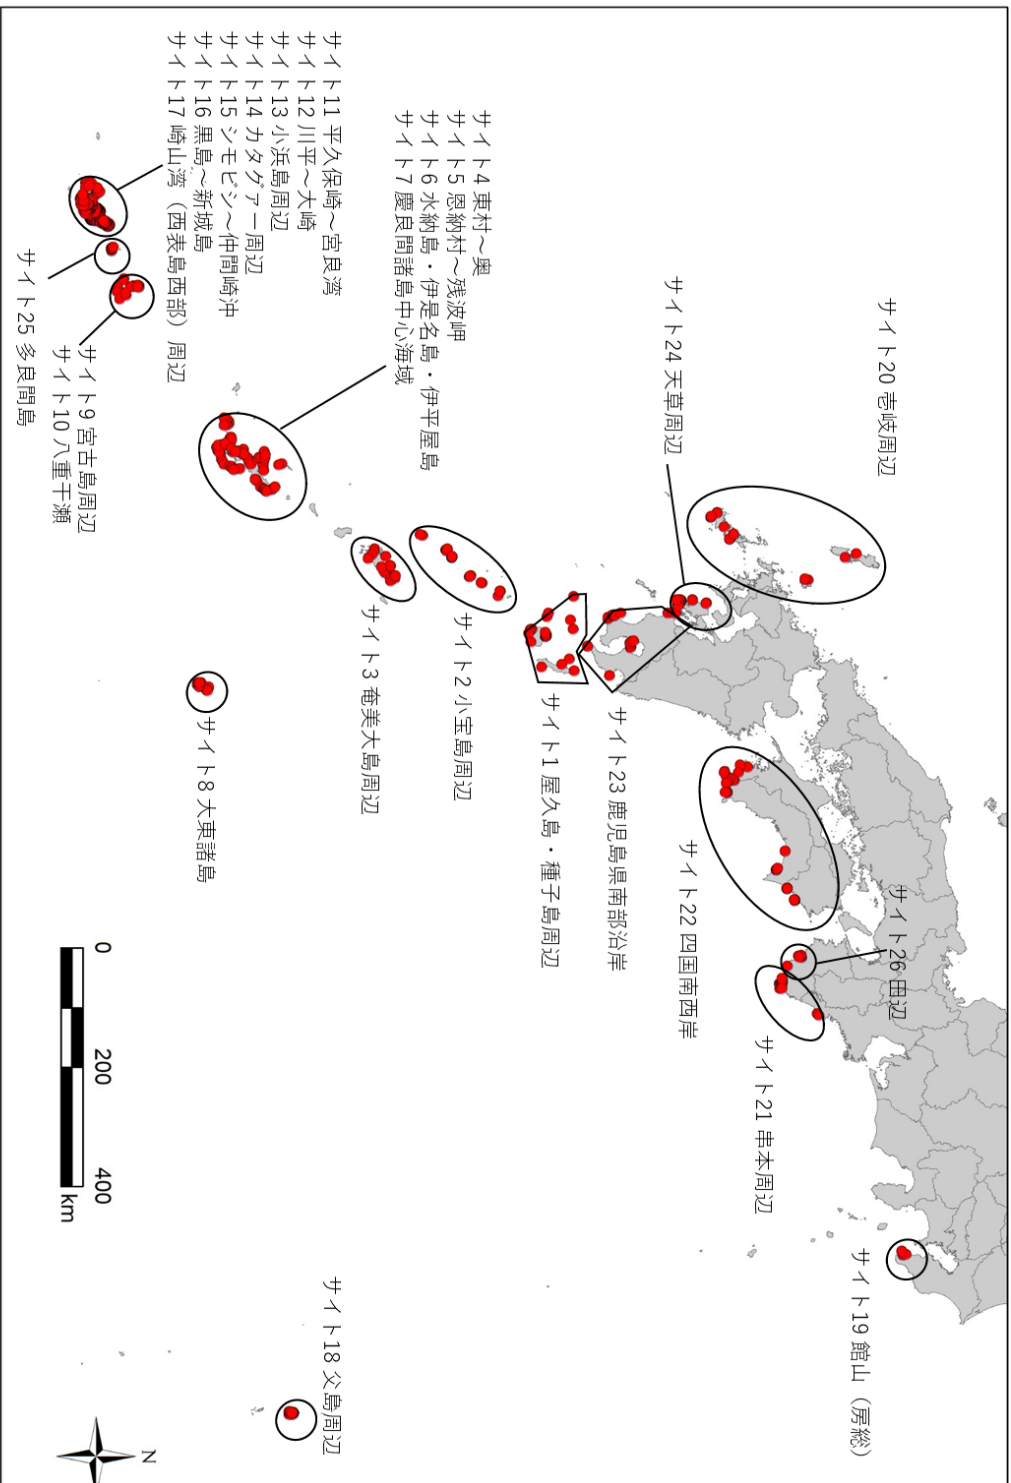 サイト20 壱岐周辺
サイト24 天草周辺
サイト4 東村～奥
サイト5 恩納村～残波岬
サイト6 水納島・伊是名島・伊平屋島
サイト7 慶良間諸島中心海域
サイト11 平久保崎～宮良湾
サイト12 川平～大崎
サイト13 小浜島周辺
サイト14 カタグァー周辺
サイト15 シモビシ～仲間崎沖
サイト16 黒島～新城島
サイト17 崎山湾（西表島西部）周辺
サイト9 宮古島周辺
サイト10 八重干瀬
サイト25 多良間島
サイト26 田辺
サイト19 館山（房総）
サイト21 串本周辺
サイト22 四国南西岸
サイト23 鹿児島県南部沿岸
サイト1 屋久島・種子島周辺
サイト2 小宝島周辺
サイト3 奄美大島周辺
サイト8 大東諸島
サイト18 父島周辺
0 200 400
km
N